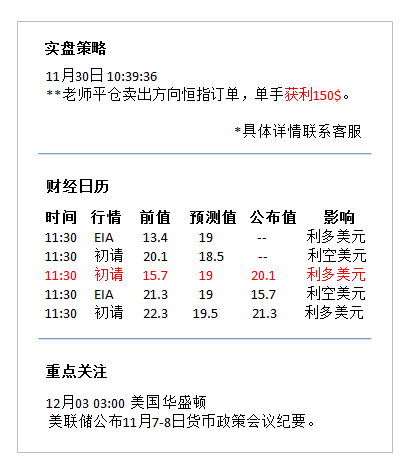 实盘策略
11月30日 10:39:36
**老师平仓卖出方向恒指订单，单手获利150$。
*具体详情联系客服
财经日历
时间 行情 前值 预测值 公布值 影响
11:30 EIA 13.4 19 -- 利多美元
11:30 初请 20.1 18.5 -- 利空美元
11:30 初请 15.7 19 20.1 利多美元
11:30 EIA 21.3 19 15.7 利空美元
11:30 初请 22.3 19.5 21.3 利多美元
重点关注
12月03 03:00 美国华盛顿
美联储公布11月7-8日货币政策会议纪要。